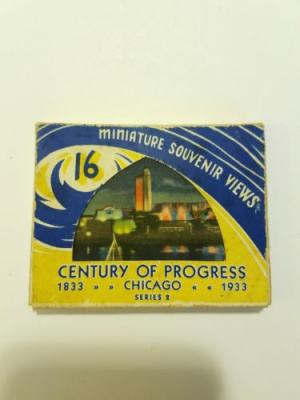 16
MINIATURE SOUVENIR VIEWS
CENTURY OF PROGRESS
1833 » » CHICAGO « « 1933
SERIES 2